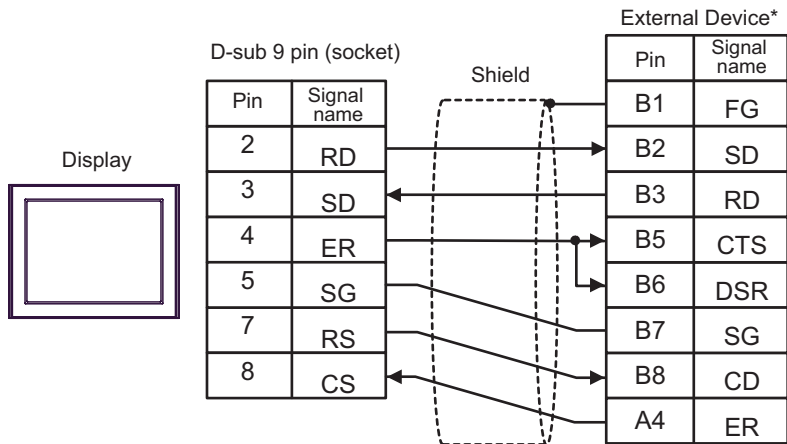 External Device*
D-sub 9 pin (socket)
Shield
Display
Pin Signal name
2 RD
3 SD
4 ER
5 SG
7 RS
8 CS
Pin Signal name
B1 FG
B2 SD
B3 RD
B5 CTS
B6 DSR
B7 SG
B8 CD
A4 ER